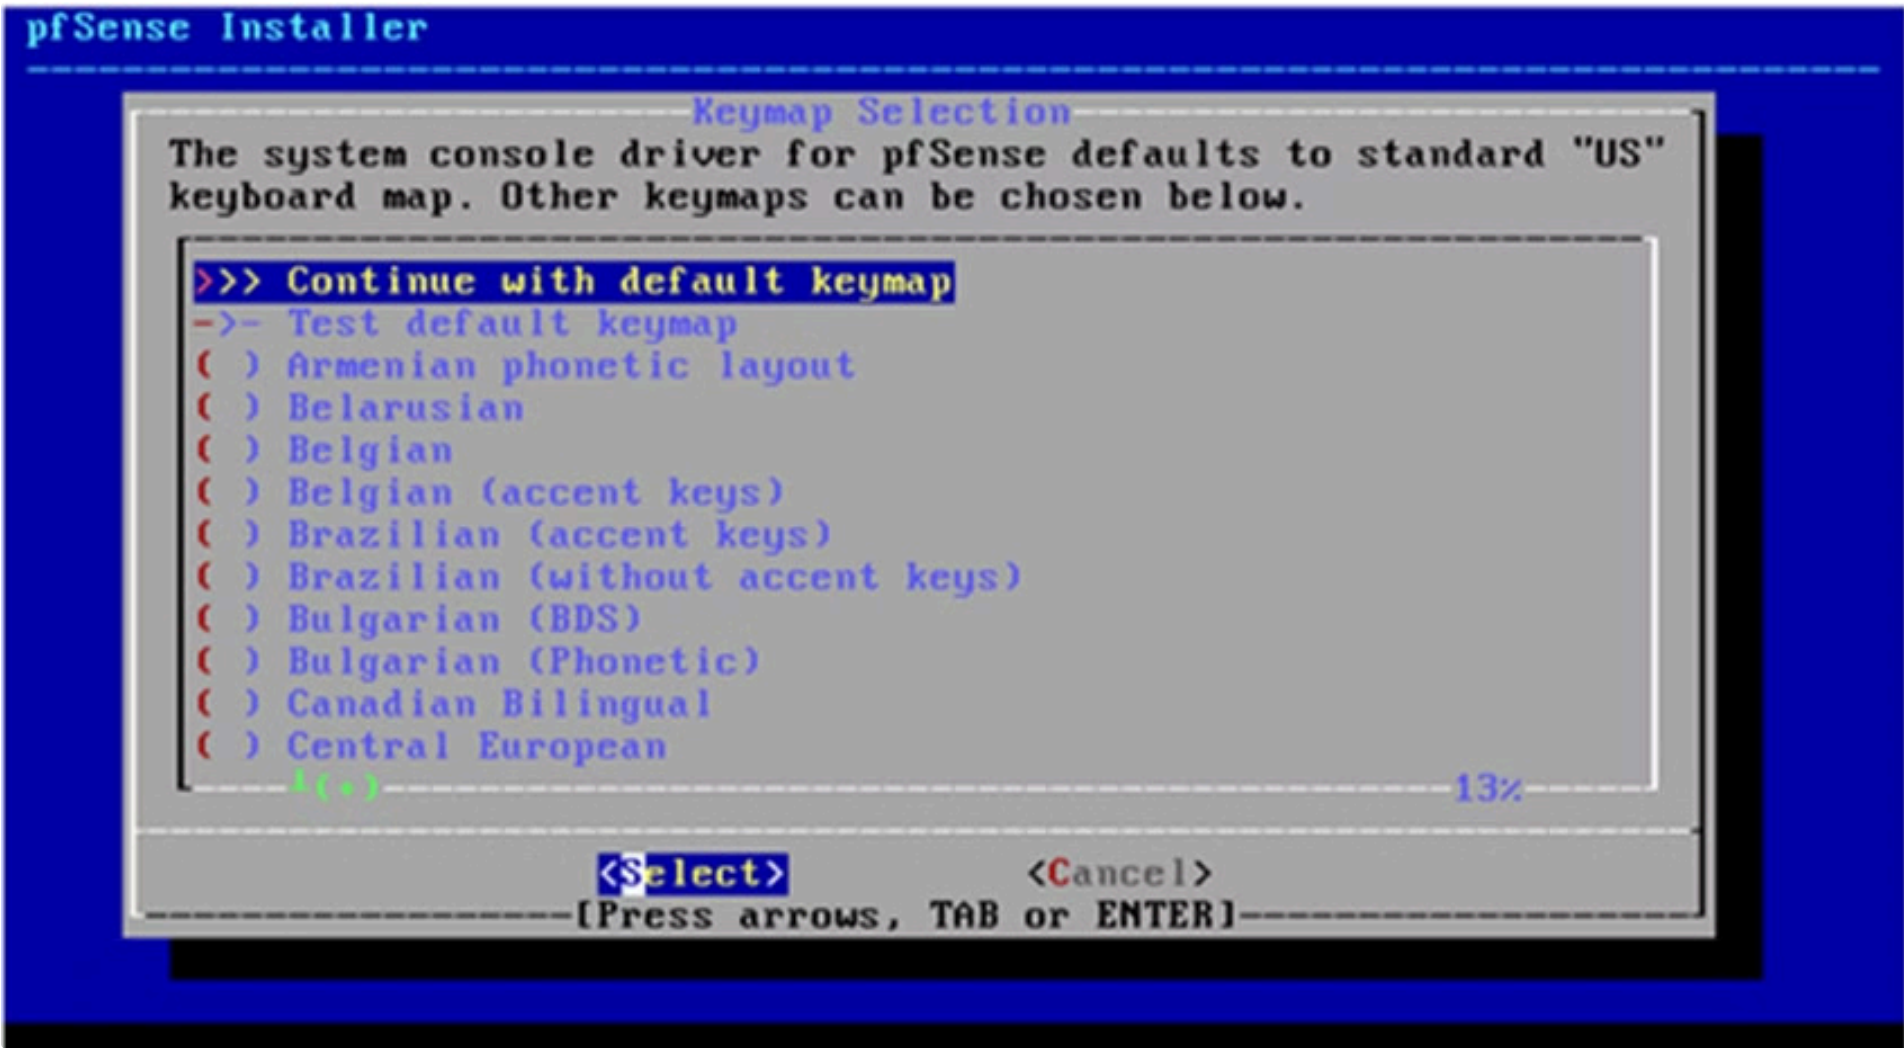 pfSense Installer
Keymap Selection
The system console driver for pfSense defaults to standard "US"
keyboard map. Other keymaps can be chosen below.
>>> Continue with default keymap
->- Test default keymap
( ) Armenian phonetic layout
( ) Belarusian
( ) Belgian
( ) Belgian (accent keys)
( ) Brazilian (accent keys)
( ) Brazilian (without accent keys)
( ) Bulgarian (BDS)
( ) Bulgarian (Phonetic)
( ) Canadian Bilingual
( ) Central European
┴(+) 13%
<Select> <Cancel>
[Press arrows, TAB or ENTER]